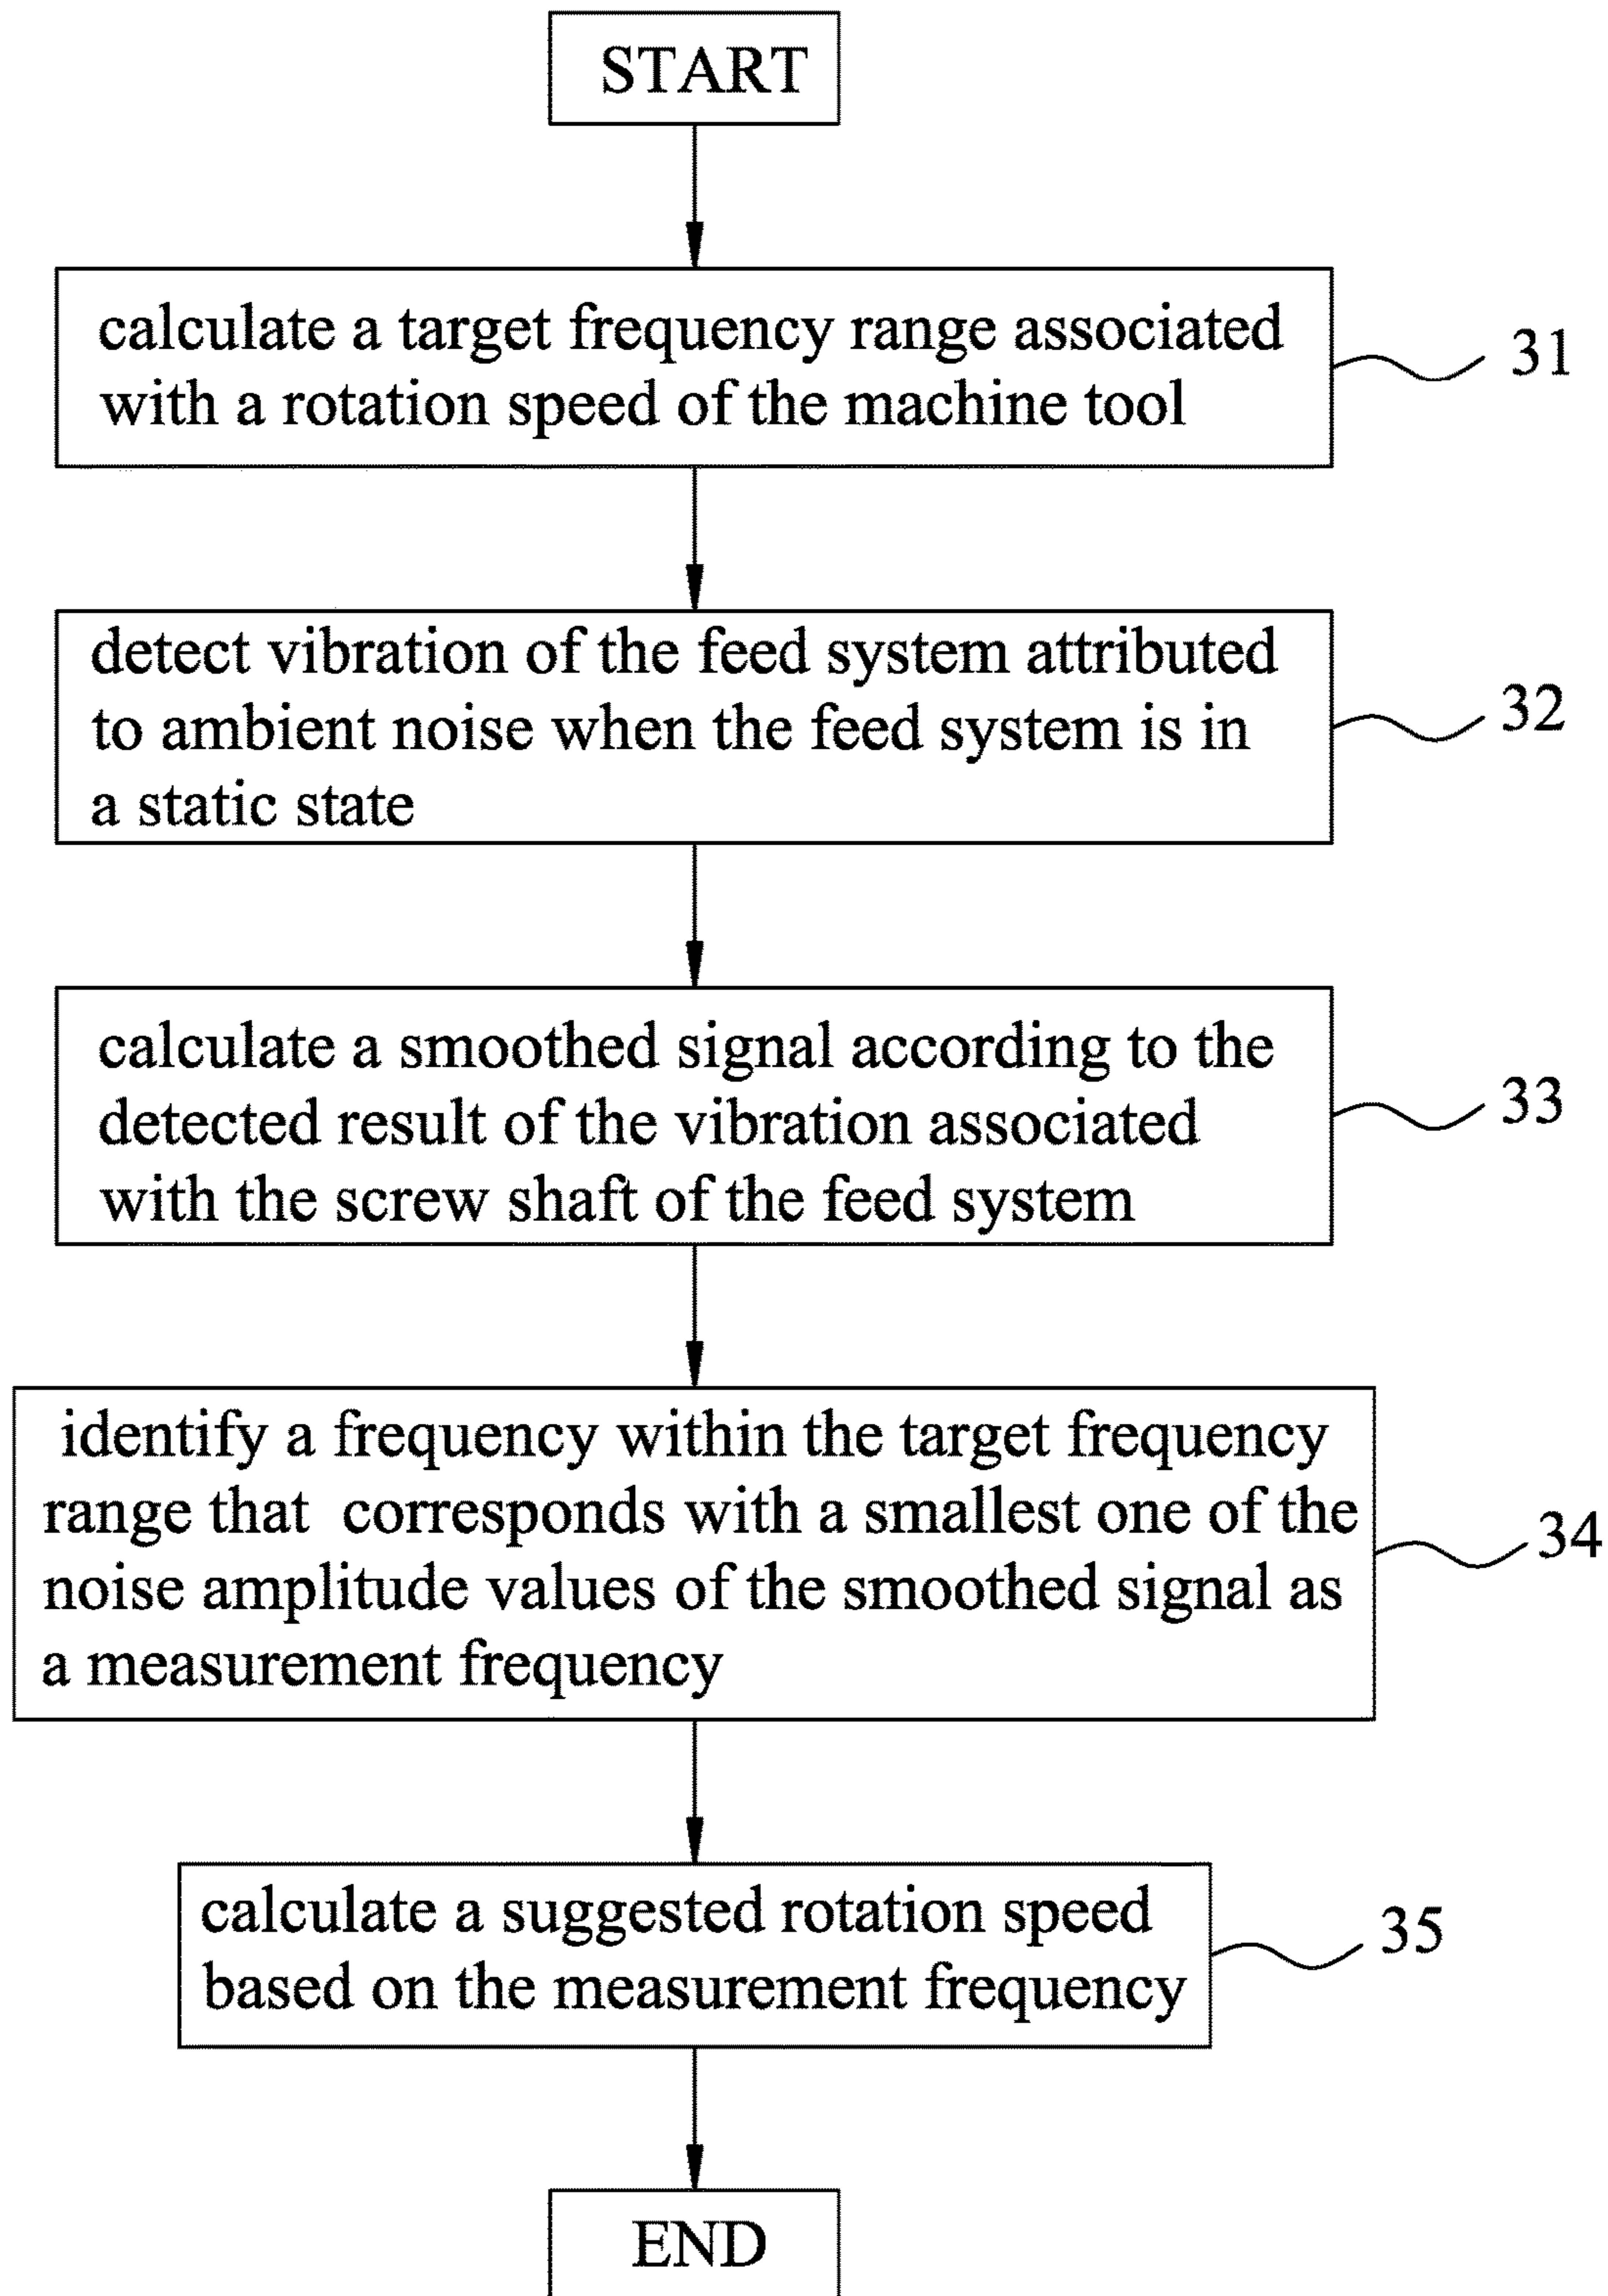 START
calculate a target frequency range associated
with a rotation speed of the machine tool
31
detect vibration of the feed system attributed
to ambient noise when the feed system is in
a static state
32
calculate a smoothed signal according to the
detected result of the vibration associated
with the screw shaft of the feed system
33
identify a frequency within the target frequency
range that corresponds with a smallest one of the
noise amplitude values of the smoothed signal as
a measurement frequency
34
calculate a suggested rotation speed
based on the measurement frequency
35
END